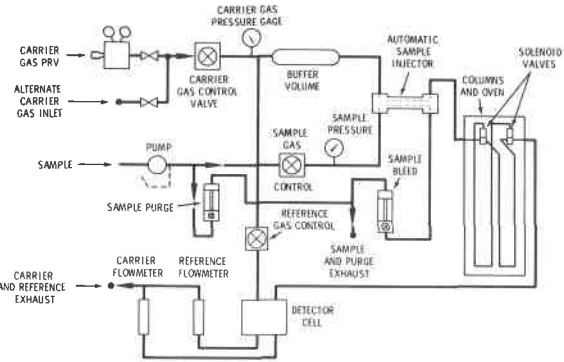 CARRIER GAS
PRESSURE GAGE
CARRIER
GAS PRV
CARRIER
GAS CONTROL
VALVE
BUFFER
VOLUME
AUTOMATIC
SAMPLE
INJECTOR
SOLENOID
VALVES
COLUMNS
AND OVEN
ALTERNATE
CARRIER
GAS INLET
SAMPLE
PUMP
SAMPLE
GAS
CONTROL
SAMPLE
PRESSURE
SAMPLE
BLEED
SAMPLE PURGE
REFERENCE
GAS CONTROL
SAMPLE
AND PURGE
EXHAUST
CARRIER
FLOWMETER
REFERENCE
FLOWMETER
CARRIER
AND REFERENCE
EXHAUST
DETECTOR
CELL